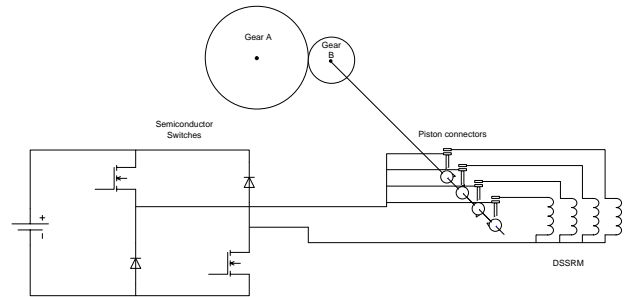 Gear A
Gear
B
Semiconductor
Switches
Piston connectors
+
DSSRM